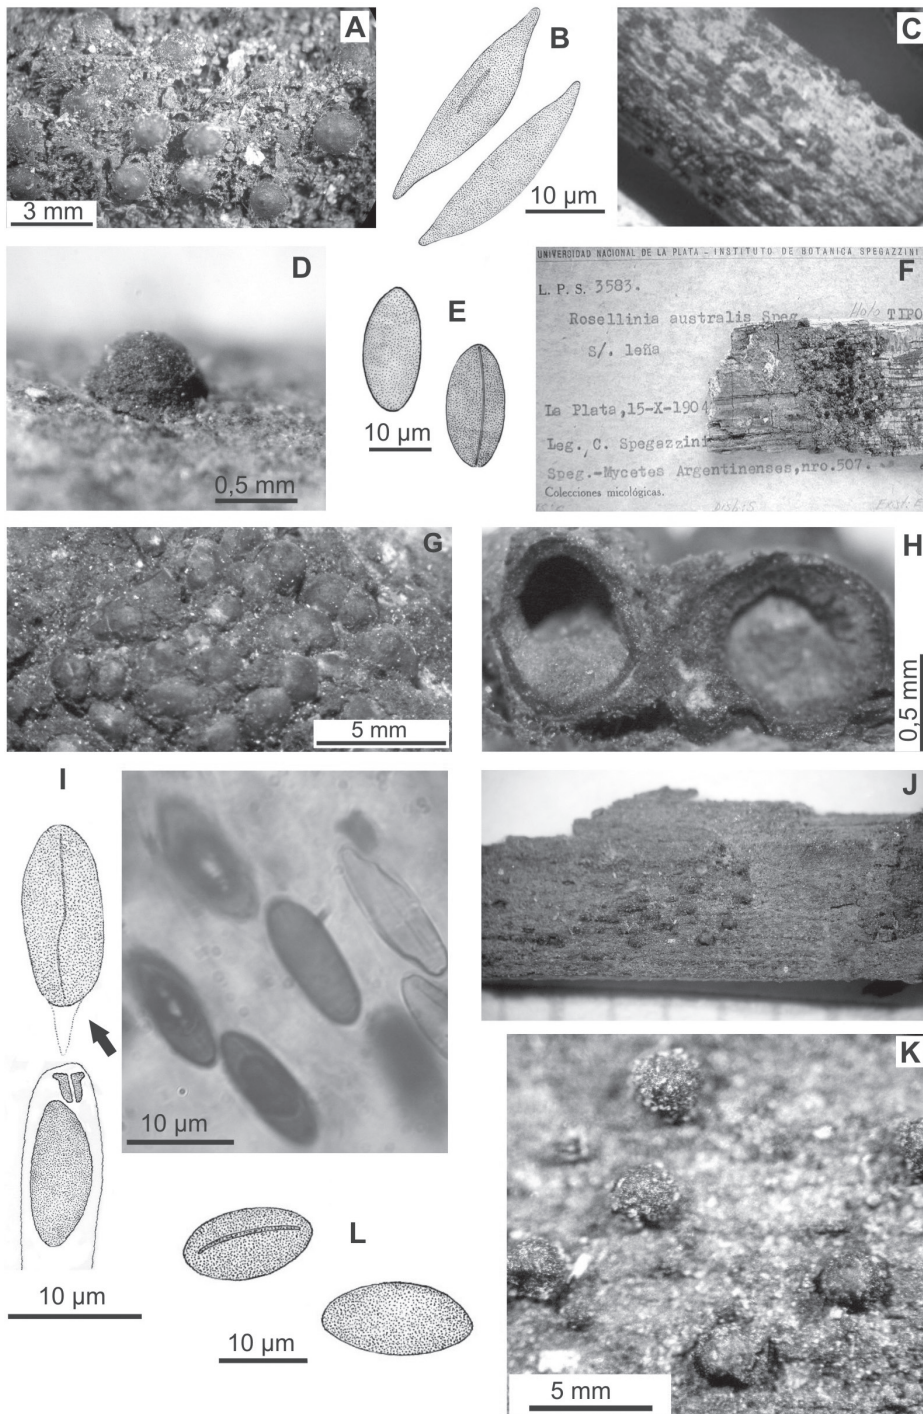 A
3 mm
B
10 µm
C
D
0,5 mm
E
10 µm
UNIVERSIDAD NACIONAL DE LA PLATA - INSTITUTO DE BOTANICA SPEGAZZINI
F
L. P. S. 3583.
Rosellinia australis Speg.
Holo TIPO
S/. leña
La Plata, 15-X-1904
Leg. C. Spegazzini
Speg.-Mycetes Argentinenses, nro. 507.
Colecciones micológicas.
G
5 mm
H
0,5 mm
I
10 µm
10 µm
J
K
5 mm
L
10 µm